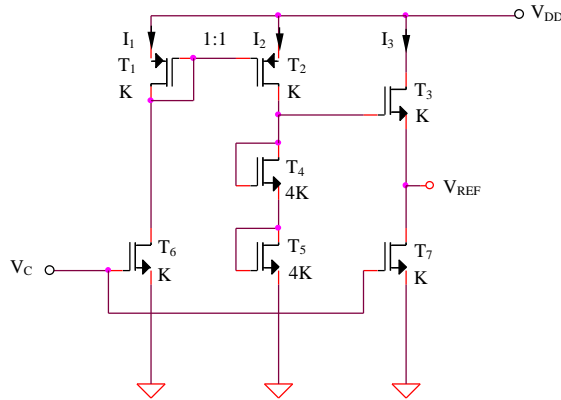 V_DD
I_1 1:1 I_2 I_3
T_1 T_2
K K T_3
K
T_4
4K V_REF
T_6 T_5 T_7
V_C K 4K K